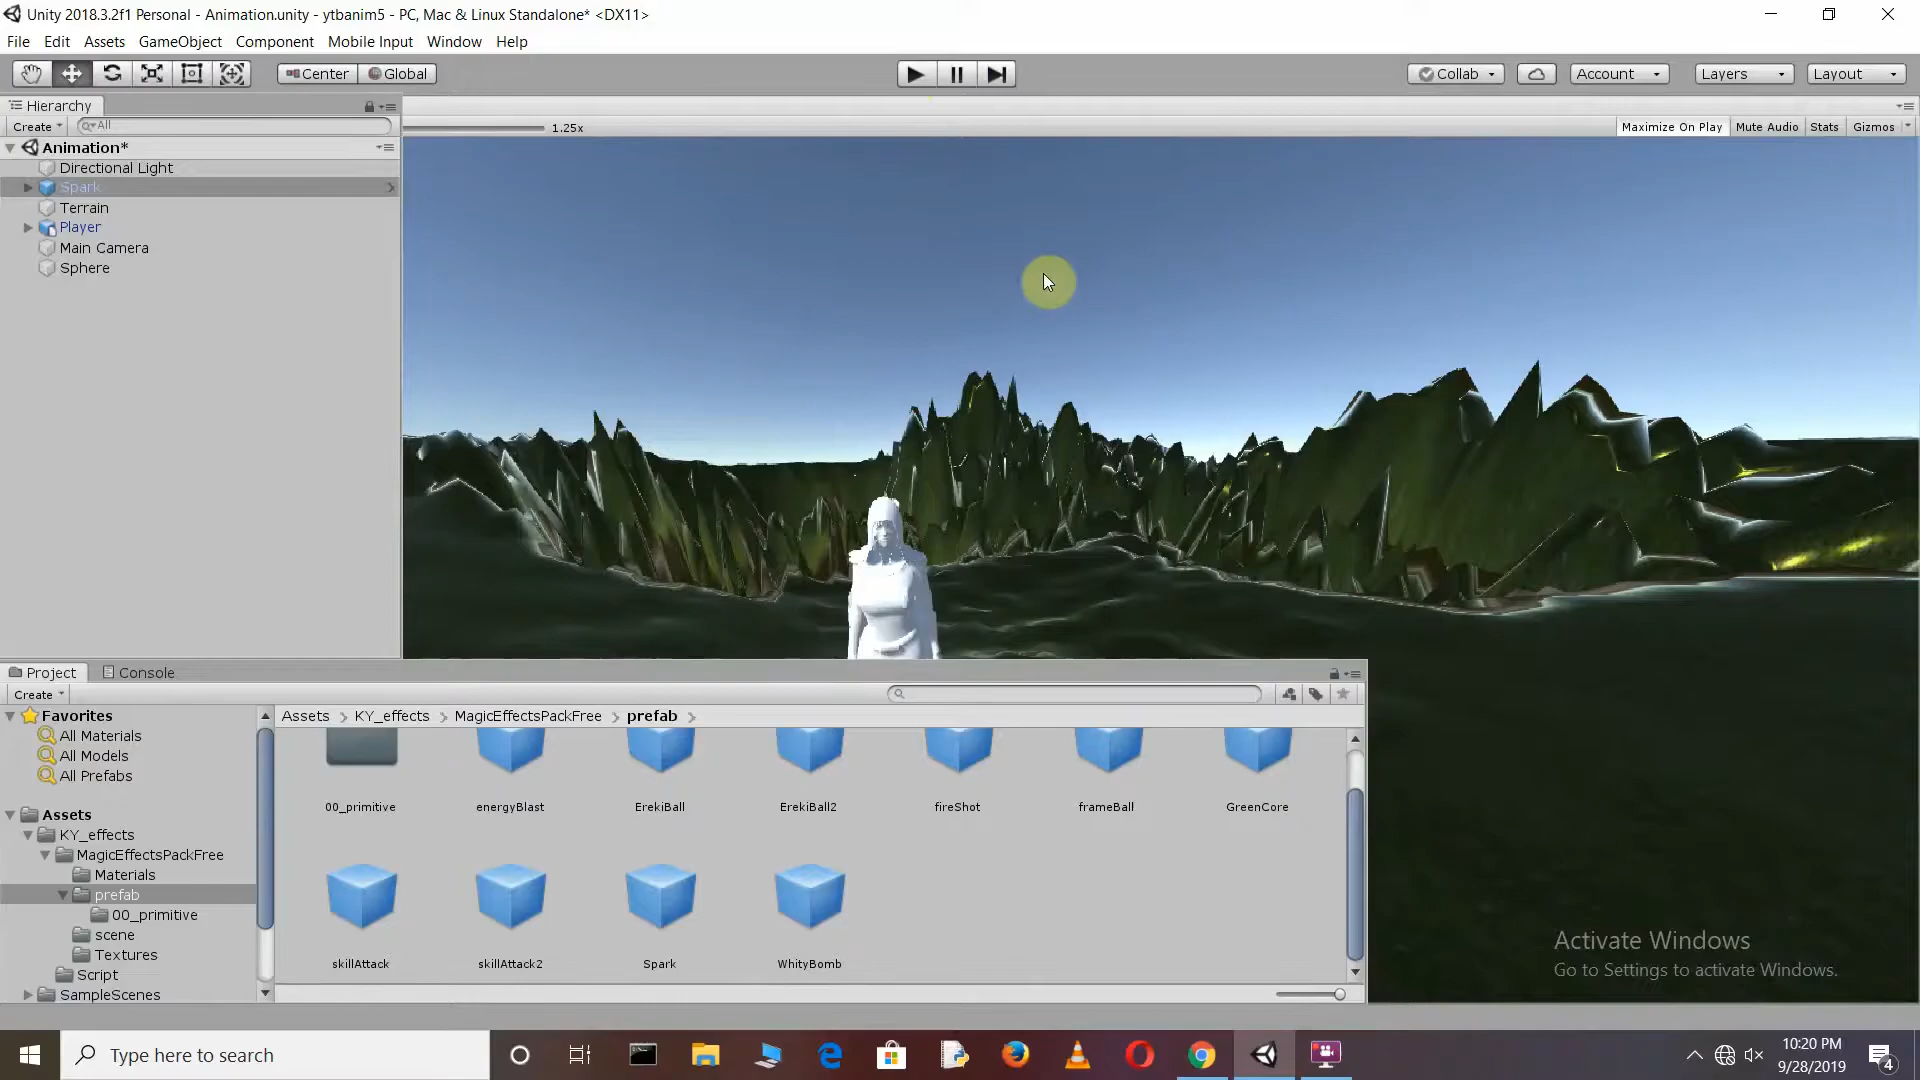 Unity 2018.3.2f1 Personal - Animation.unity - ytbanim5 - PC, Mac & Linux Standalone* <DX11>
File Edit Assets GameObject Component Mobile Input Window Help
Center Global Collab Account Layers Layout
Hierarchy
Create All 1.25x Maximize On Play Mute Audio Stats Gizmos
Animation*
Directional Light
Spark
Terrain
Player
Main Camera
Sphere
Project Console
Create
Favorites
All Materials
All Models
All Prefabs
Assets
KY_effects
MagicEffectsPackFree
Materials
prefab
00_primitive
scene
Textures
Script
SampleScenes
Assets KY_effects MagicEffectsPackFree prefab
00_primitive energyBlast ErekiBall ErekiBall2 fireShot frameBall GreenCore
skillAttack skillAttack2 Spark WhityBomb
Activate Windows
Go to Settings to activate Windows.
Type here to search
10:20 PM
9/28/2019
4